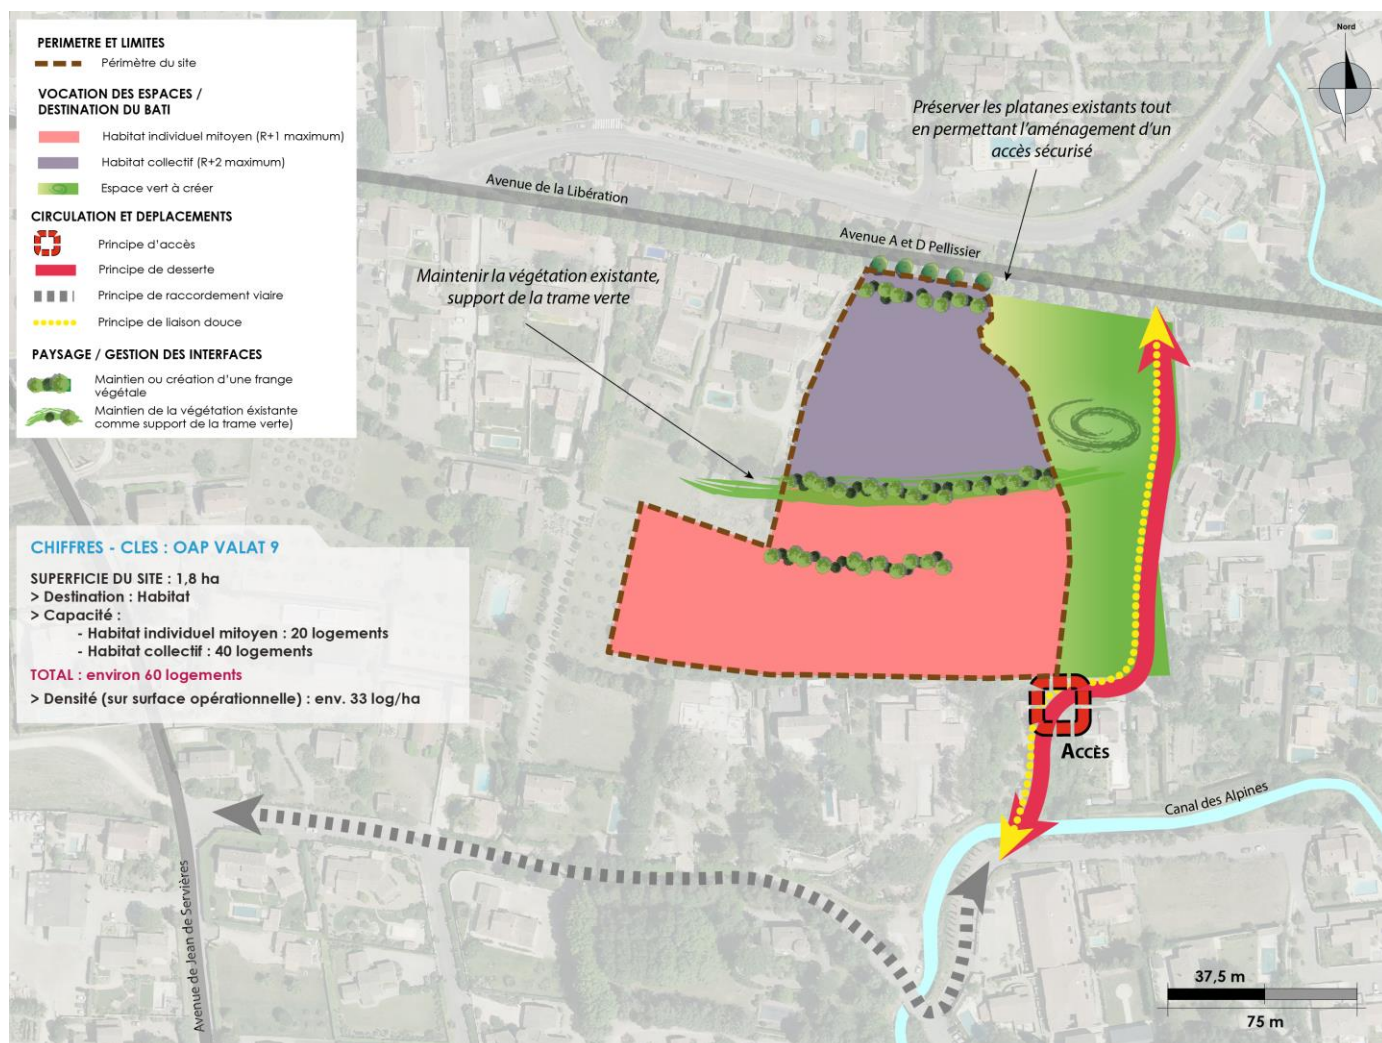 PERIMETRE ET LIMITES
Périmètre du site
VOCATION DES ESPACES /
DESTINATION DU BATI
Habitat individuel mitoyen (R+1 maximum)
Habitat collectif (R+2 maximum)
Espace vert à créer
CIRCULATION ET DEPLACEMENTS
Principe d'accès
Principe de desserte
Principe de raccordement viaire
Principe de liaison douce
PAYSAGE / GESTION DES INTERFACES
Maintien ou création d'une frange
végétale
Maintien de la végétation éxistante
comme support de la trame verte)
Nord
Préserver les platanes existants tout
en permettant l'aménagement d'un
accès sécurisé
Avenue de la Libération
Avenue A et D Pellissier
Maintenir la végétation existante,
support de la trame verte
CHIFFRES - CLES : OAP VALAT 9
SUPERFICIE DU SITE : 1,8 ha
> Destination : Habitat
> Capacité :
- Habitat individuel mitoyen : 20 logements
- Habitat collectif : 40 logements
TOTAL : environ 60 logements
> Densité (sur surface opérationnelle) : env. 33 log/ha
ACCÈS
Canal des Alpines
Avenue de Jean de Servières
37,5 m
75 m